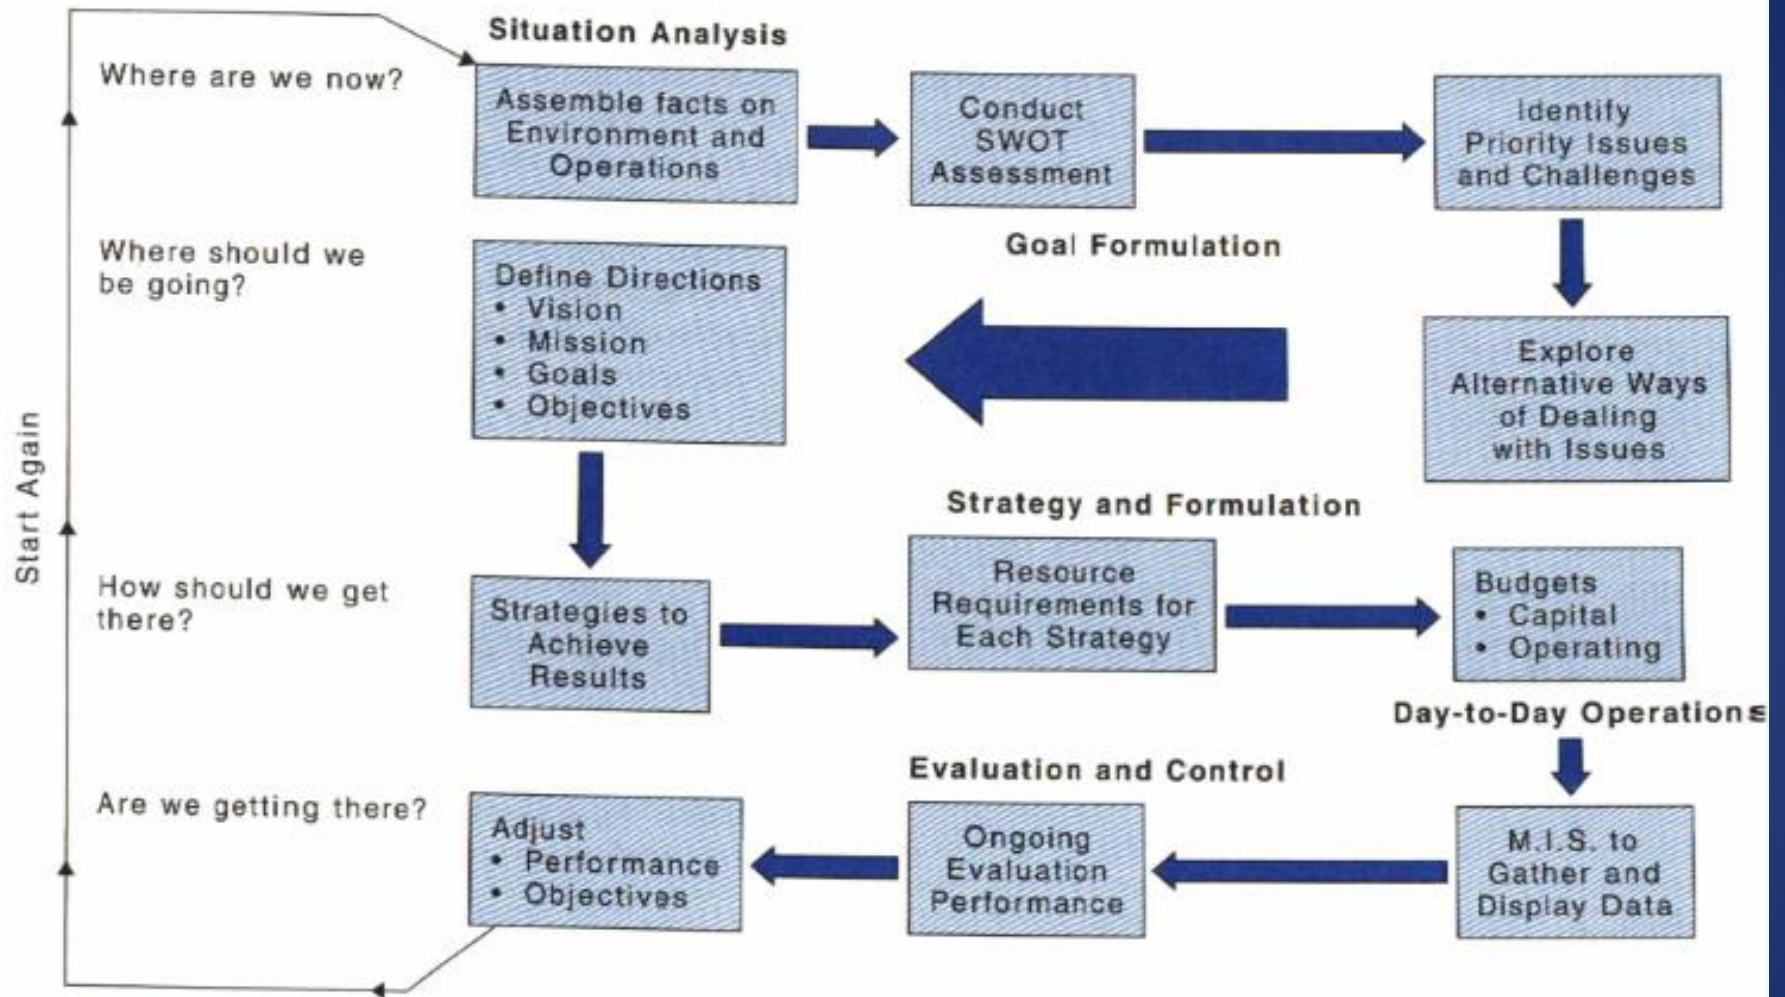 Situation Analysis
Where are we now?
Assemble facts on
Environment and
Operations
Conduct
SWOT
Assessment
Identify
Priority Issues
and Challenges
Where should we
be going?
Goal Formulation
Define Directions
• Vision
• Mission
• Goals
• Objectives
Explore
Alternative Ways
of Dealing
with Issues
Start Again
Strategy and Formulation
How should we get
there?
Strategies to
Achieve
Results
Resource
Requirements for
Each Strategy
Budgets
• Capital
• Operating
Day-to-Day Operations
Evaluation and Control
Are we getting there?
Adjust
• Performance
• Objectives
Ongoing
Evaluation
Performance
M.I.S. to
Gather and
Display Data